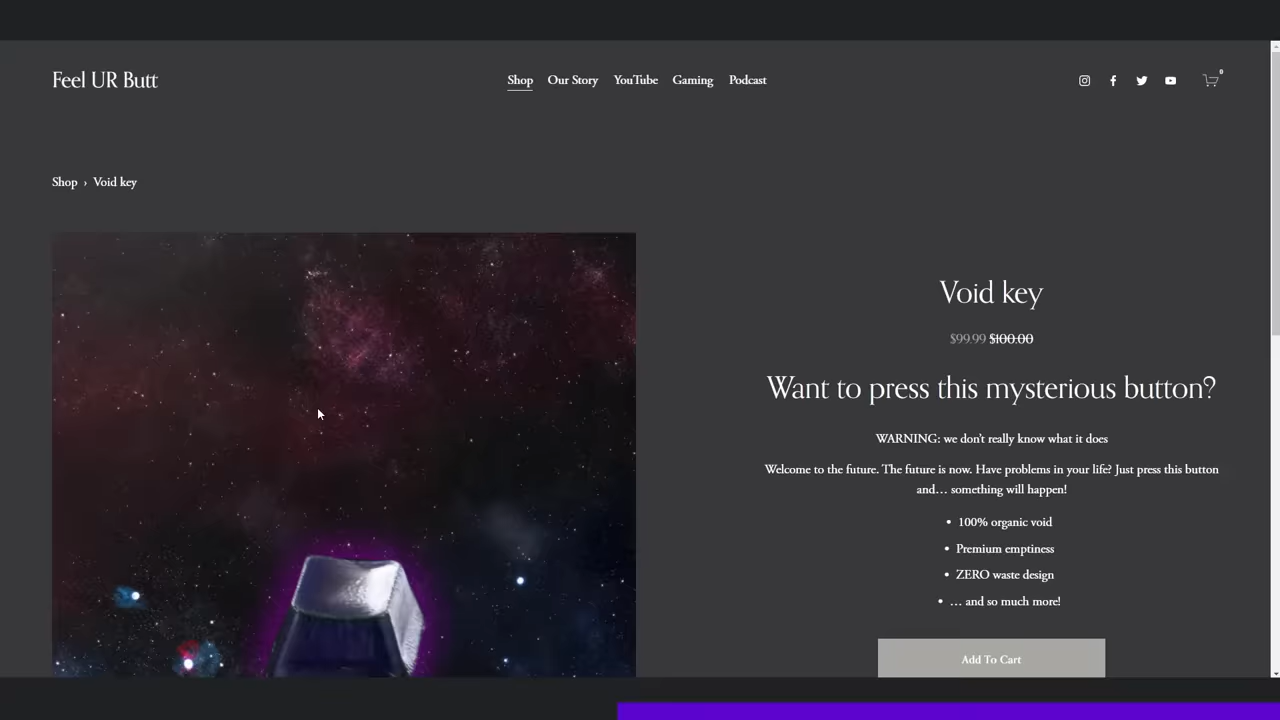 Feel UR Butt
Shop Our Story YouTube Gaming Podcast
0
Shop › Void key
Void key
$99.99 $100.00
Want to press this mysterious button?
WARNING: we don't really know what it does
Welcome to the future. The future is now. Have problems in your life? Just press this button
and… something will happen!
• 100% organic void
• Premium emptiness
• ZERO waste design
• … and so much more!
Add To Cart